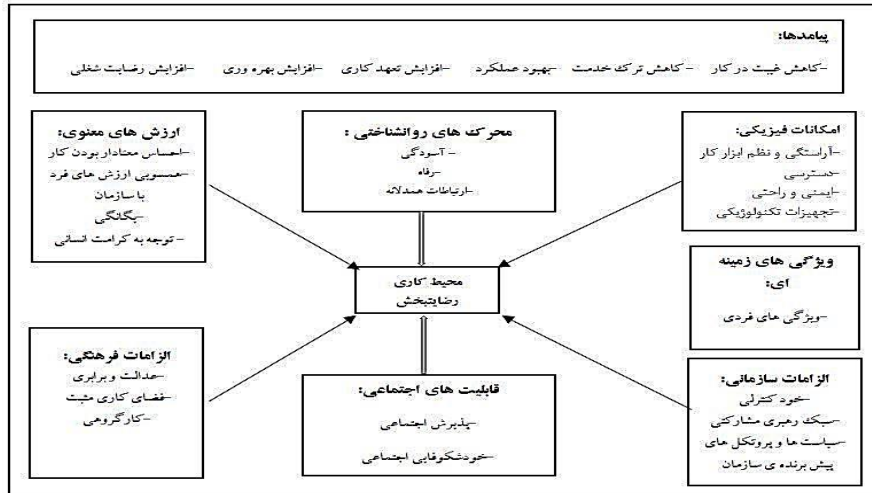 پیامدها:
-کاهش غیبت در کار -کاهش ترک خدمت -بهبود عملکرد -افزایش تعهد کاری -افزایش بهره وری -افزایش رضایت شغلی
امکانات فیزیکی:
-آراستگی و نظم ابزار کار
-دسترسی
-ایمنی و راحتی
-تجهیزات تکنولوژیکی
محرک های روانشناختی :
- آسودگی
-رفاه
-ارتباطات همدلانه
ارزش های معنوی:
-احساس معنادار بودن کار
-همسویی ارزش های فرد
با سازمان
-یگانگی
- توجه به کرامت انسانی
ویژگی های زمینه
ای:
-ویژگی های فردی
محیط کاری
رضایتبخش
الزامات سازمانی:
-خود کنترلی
-سبک رهبری مشارکتی
-سیاست ها و پروتکل های
پیش برنده ی سازمان
قابلیت های اجتماعی:
-پذیرش اجتماعی
-خودشکوفایی اجتماعی
الزامات فرهنگی:
-عدالت و برابری
-فضای کاری مثبت
-کارگروهی